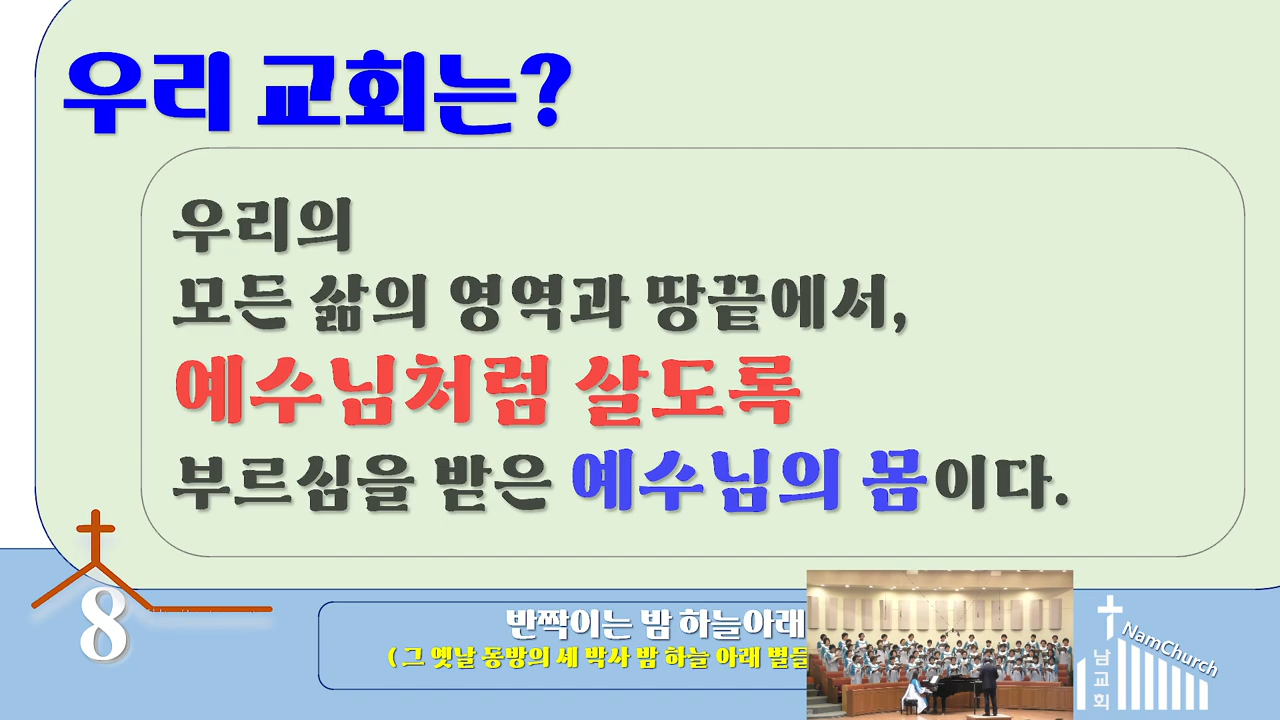 우리 교회는?
우리의
모든 삶의 영역과 땅끝에서,
예수님처럼 살도록
부르심을 받은 예수님의 몸이다.
8
반짝이는 밤 하늘아래
( 그 옛날 동방의 세 박사 밤 하늘 아래 별들
NamChurch
남교회